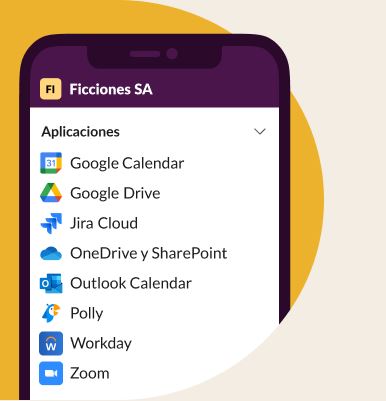 FI Ficciones SA
Aplicaciones
31 Google Calendar
Google Drive
Jira Cloud
OneDrive y SharePoint
O Outlook Calendar
Polly
W Workday
Zoom